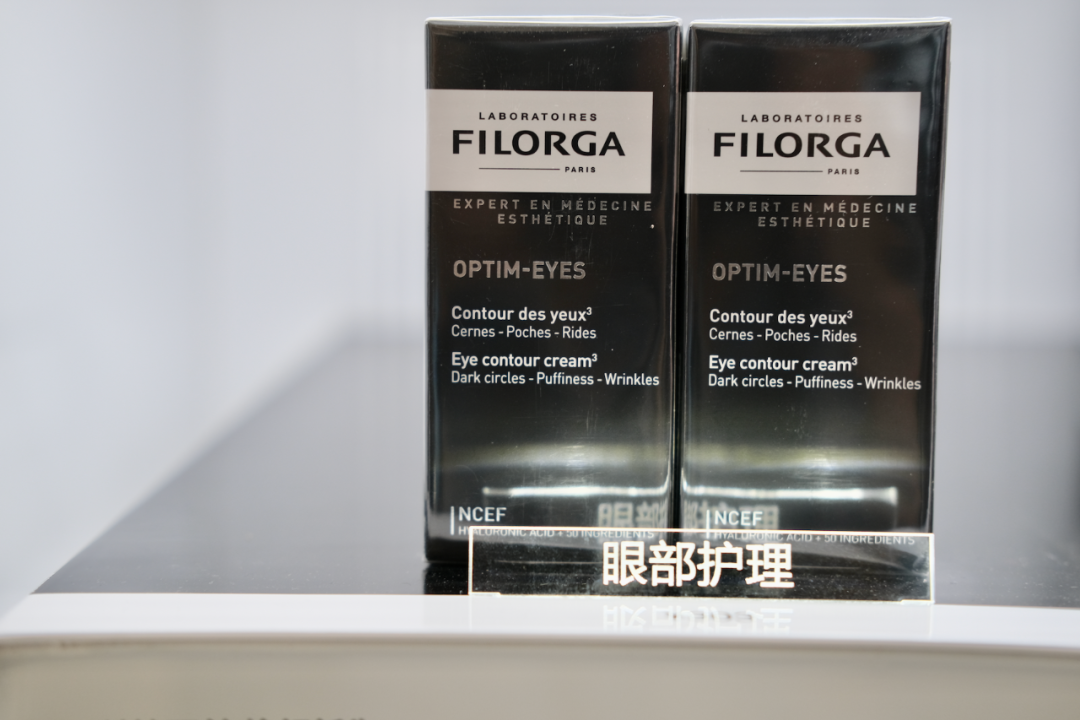 LABORATOIRES
FILORGA
PARIS
EXPERT EN MÉDECINE
ESTHÉTIQUE
OPTIM-EYES
Contour des yeux³
Cernes - Poches - Rides
Eye contour cream³
Dark circles - Puffiness - Wrinkles
NCEF
HYALURONIC ACID + 50 INGREDIENTS
LABORATOIRES
FILORGA
PARIS
EXPERT EN MÉDECINE
ESTHÉTIQUE
OPTIM-EYES
Contour des yeux³
Cernes - Poches - Rides
Eye contour cream³
Dark circles - Puffiness - Wrinkles
NCEF
HYALURONIC ACID + 50 INGREDIENTS
眼部护理